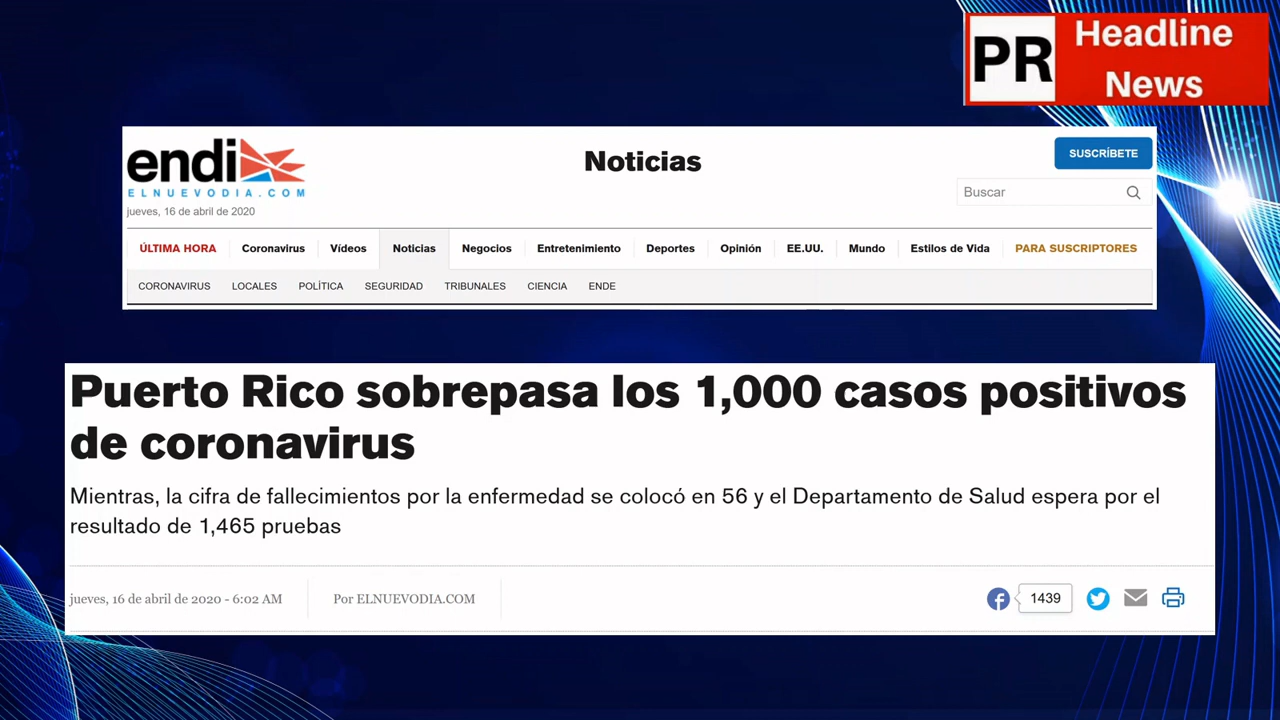 PR Headline
News
endi
ELNUEVODIA.COM
Noticias
SUSCRÍBETE
Buscar
jueves, 16 de abril de 2020
ÚLTIMA HORA Coronavirus Vídeos Noticias Negocios Entretenimiento Deportes Opinión EE.UU. Mundo Estilos de Vida PARA SUSCRIPTORES
CORONAVIRUS LOCALES POLÍTICA SEGURIDAD TRIBUNALES CIENCIA ENDE
Puerto Rico sobrepasa los 1,000 casos positivos
de coronavirus
Mientras, la cifra de fallecimientos por la enfermedad se colocó en 56 y el Departamento de Salud espera por el
resultado de 1,465 pruebas
jueves, 16 de abril de 2020 - 6:02 AM Por ELNUEVODIA.COM 1439